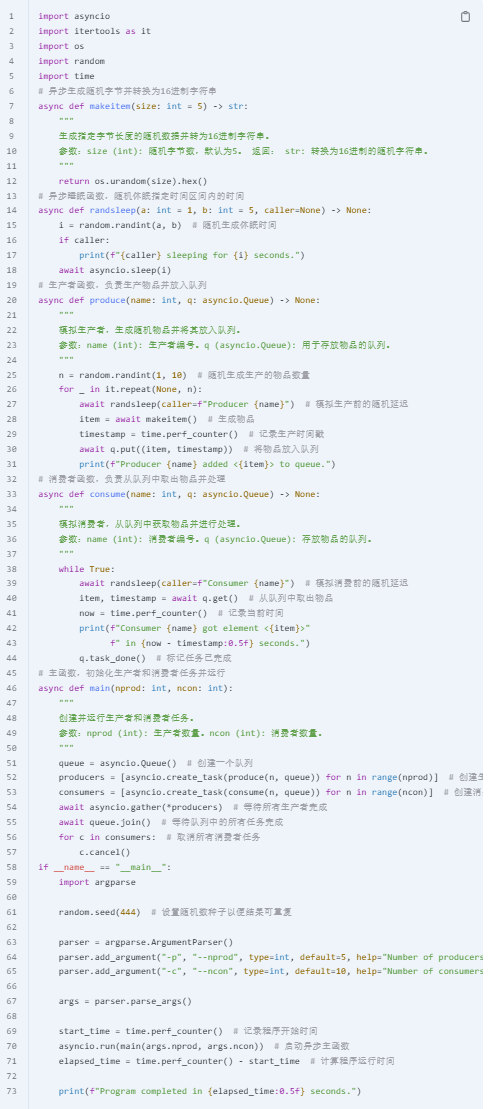 1 import asyncio
2 import itertools as it
3 import os
4 import random
5 import time
6 # 异步生成随机字节并转换为16进制字符串
7 async def makeitem(size: int = 5) -> str:
8 """
9 生成指定字节长度的随机数据并转为16进制字符串。
10 参数：size (int): 随机字节数，默认为5。 返回： str: 转换为16进制的随机字符串。
11 """
12 return os.urandom(size).hex()
13 # 异步睡眠函数，随机休眠指定时间区间内的时间
14 async def randsleep(a: int = 1, b: int = 5, caller=None) -> None:
15 i = random.randint(a, b)  # 随机生成休眠时间
16 if caller:
17 print(f"{caller} sleeping for {i} seconds.")
18 await asyncio.sleep(i)
19 # 生产者函数，负责生产物品并放入队列
20 async def produce(name: int, q: asyncio.Queue) -> None:
21 """
22 模拟生产者，生成随机物品并将其放入队列。
23 参数：name (int): 生产者编号。q (asyncio.Queue): 用于存放物品的队列。
24 """
25 n = random.randint(1, 10)  # 随机生成生产的物品数量
26 for _ in it.repeat(None, n):
27 await randsleep(caller=f"Producer {name}")  # 模拟生产前的随机延迟
28 item = await makeitem()  # 生成物品
29 timestamp = time.perf_counter()  # 记录生产时间戳
30 await q.put((item, timestamp))  # 将物品放入队列
31 print(f"Producer {name} added <{item}> to queue.")
32 # 消费者函数，负责从队列中取出物品并处理
33 async def consume(name: int, q: asyncio.Queue) -> None:
34 """
35 模拟消费者，从队列中获取物品并进行处理。
36 参数：name (int): 消费者编号。q (asyncio.Queue): 存放物品的队列。
37 """
38 while True:
39 await randsleep(caller=f"Consumer {name}")  # 模拟消费前的随机延迟
40 item, timestamp = await q.get()  # 从队列中取出物品
41 now = time.perf_counter()  # 记录当前时间
42 print(f"Consumer {name} got element <{item}>"
43 f" in {now - timestamp:0.5f} seconds.")
44 q.task_done()  # 标记任务已完成
45 # 主函数，初始化生产者和消费者任务并运行
46 async def main(nprod: int, ncon: int):
47 """
48 创建并运行生产者和消费者任务。
49 参数：nprod (int): 生产者数量。ncon (int): 消费者数量。
50 """
51 queue = asyncio.Queue()  # 创建一个队列
52 producers = [asyncio.create_task(produce(n, queue)) for n in range(nprod)]  # 创建生
53 consumers = [asyncio.create_task(consume(n, queue)) for n in range(ncon)]  # 创建消
54 await asyncio.gather(*producers)  # 等待所有生产者完成
55 await queue.join()  # 等待队列中的所有任务完成
56 for c in consumers:  # 取消所有消费者任务
57 c.cancel()
58 if __name__ == "__main__":
59 import argparse
60
61 random.seed(444)  # 设置随机数种子以便结果可重复
62
63 parser = argparse.ArgumentParser()
64 parser.add_argument("-p", "--nprod", type=int, default=5, help="Number of producers
65 parser.add_argument("-c", "--ncon", type=int, default=10, help="Number of consumers
66
67 args = parser.parse_args()
68
69 start_time = time.perf_counter()  # 记录程序开始时间
70 asyncio.run(main(args.nprod, args.ncon))  # 启动异步主函数
71 elapsed_time = time.perf_counter() - start_time  # 计算程序运行时间
72
73 print(f"Program completed in {elapsed_time:0.5f} seconds.")